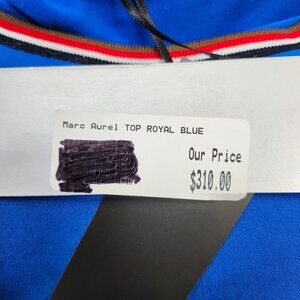 Marc Aurel TOP ROYAL BLUE
Our Price
$310.00